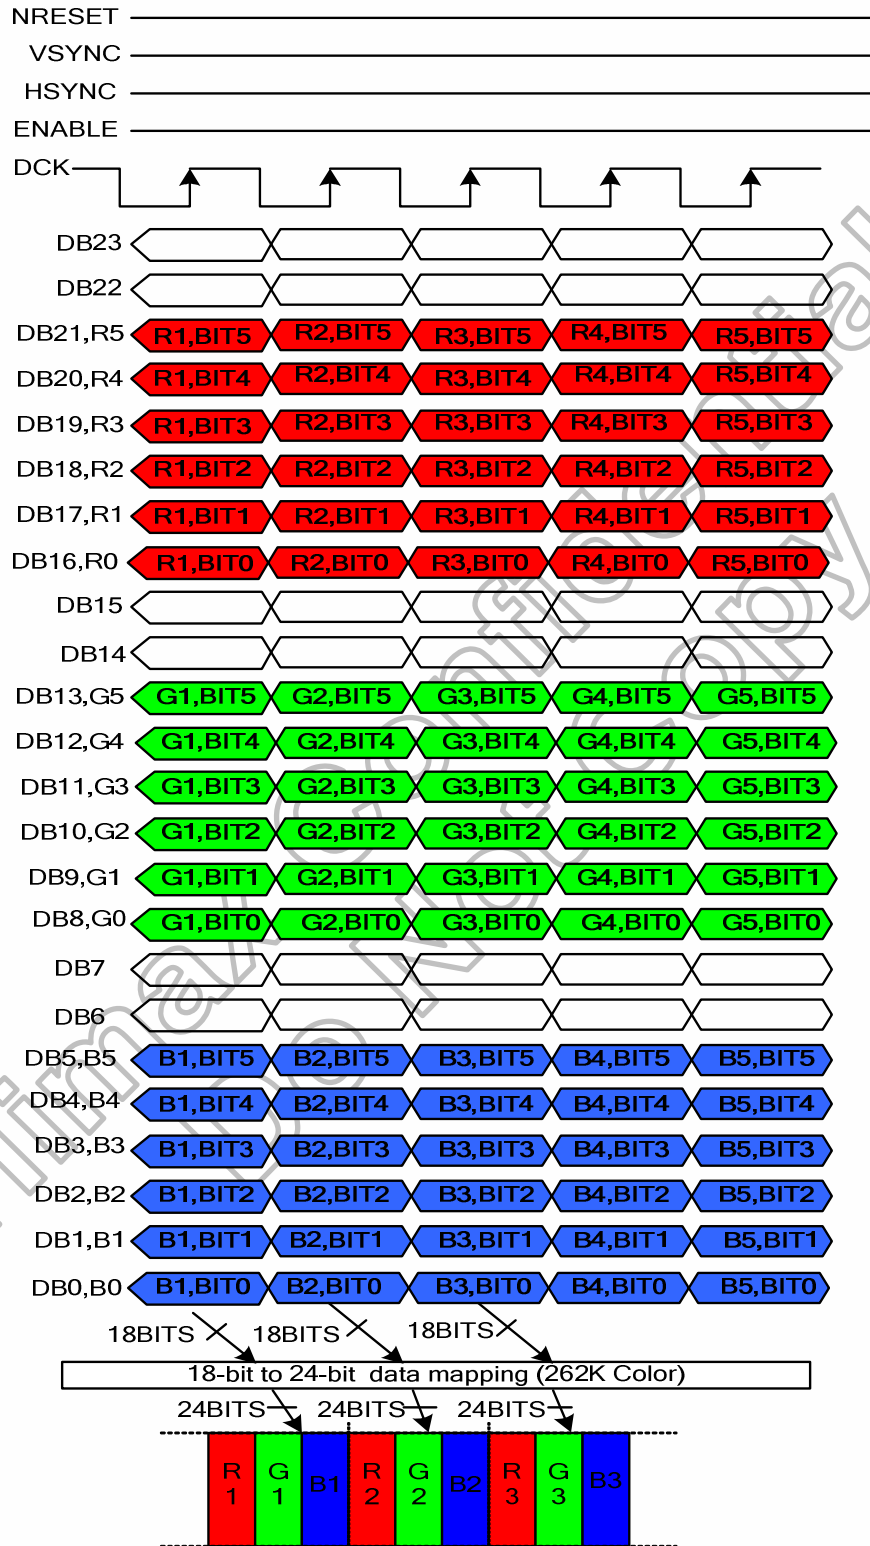 NRESET
VSYNC
HSYNC
ENABLE
DCK
DB23
DB22
DB21,R5 R1,BIT5 R2,BIT5 R3,BIT5 R4,BIT5 R5,BIT5
DB20,R4 R1,BIT4 R2,BIT4 R3,BIT4 R4,BIT4 R5,BIT4
DB19,R3 R1,BIT3 R2,BIT3 R3,BIT3 R4,BIT3 R5,BIT3
DB18,R2 R1,BIT2 R2,BIT2 R3,BIT2 R4,BIT2 R5,BIT2
DB17,R1 R1,BIT1 R2,BIT1 R3,BIT1 R4,BIT1 R5,BIT1
DB16,R0 R1,BIT0 R2,BIT0 R3,BIT0 R4,BIT0 R5,BIT0
DB15
DB14
DB13,G5 G1,BIT5 G2,BIT5 G3,BIT5 G4,BIT5 G5,BIT5
DB12,G4 G1,BIT4 G2,BIT4 G3,BIT4 G4,BIT4 G5,BIT4
DB11,G3 G1,BIT3 G2,BIT3 G3,BIT3 G4,BIT3 G5,BIT3
DB10,G2 G1,BIT2 G2,BIT2 G3,BIT2 G4,BIT2 G5,BIT2
DB9,G1 G1,BIT1 G2,BIT1 G3,BIT1 G4,BIT1 G5,BIT1
DB8,G0 G1,BIT0 G2,BIT0 G3,BIT0 G4,BIT0 G5,BIT0
DB7
DB6
DB5,B5 B1,BIT5 B2,BIT5 B3,BIT5 B4,BIT5 B5,BIT5
DB4,B4 B1,BIT4 B2,BIT4 B3,BIT4 B4,BIT4 B5,BIT4
DB3,B3 B1,BIT3 B2,BIT3 B3,BIT3 B4,BIT3 B5,BIT3
DB2,B2 B1,BIT2 B2,BIT2 B3,BIT2 B4,BIT2 B5,BIT2
DB1,B1 B1,BIT1 B2,BIT1 B3,BIT1 B4,BIT1 B5,BIT1
DB0,B0 B1,BIT0 B2,BIT0 B3,BIT0 B4,BIT0 B5,BIT0
18BITS 18BITS 18BITS
18-bit to 24-bit data mapping (262K Color)
24BITS 24BITS 24BITS
R1 G1 B1 R2 G2 B2 R3 G3 B3
imax Confidential
Do Not Copy